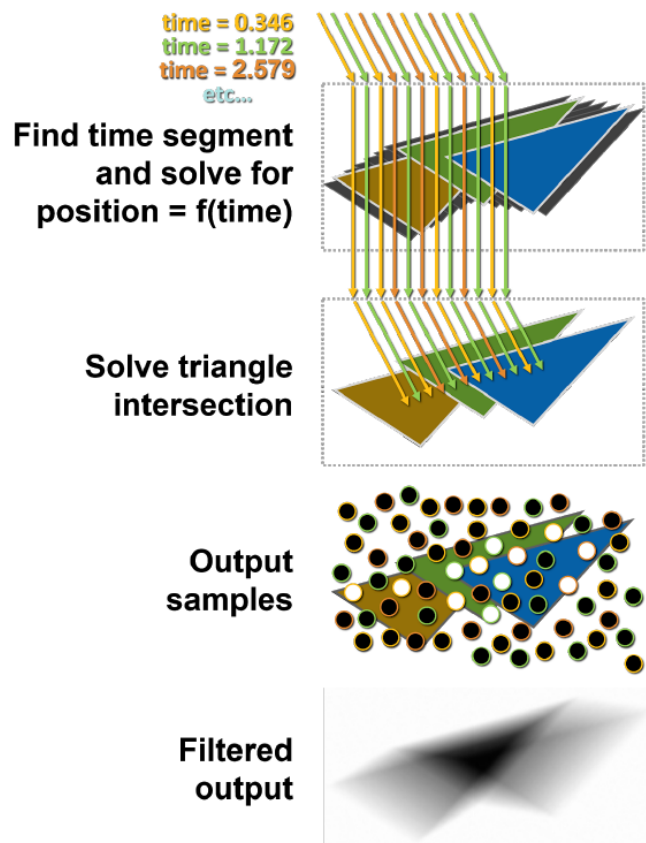 time = 0.346
time = 1.172
time = 2.579
etc...
Find time segment
and solve for
position = f(time)
Solve triangle
intersection
Output
samples
Filtered
output